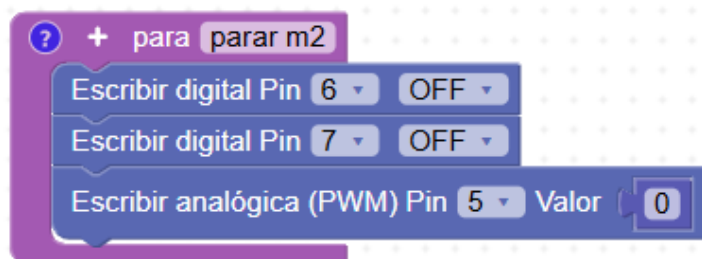 ? + para parar m2
Escribir digital Pin 6 OFF
Escribir digital Pin 7 OFF
Escribir analógica (PWM) Pin 5 Valor 0